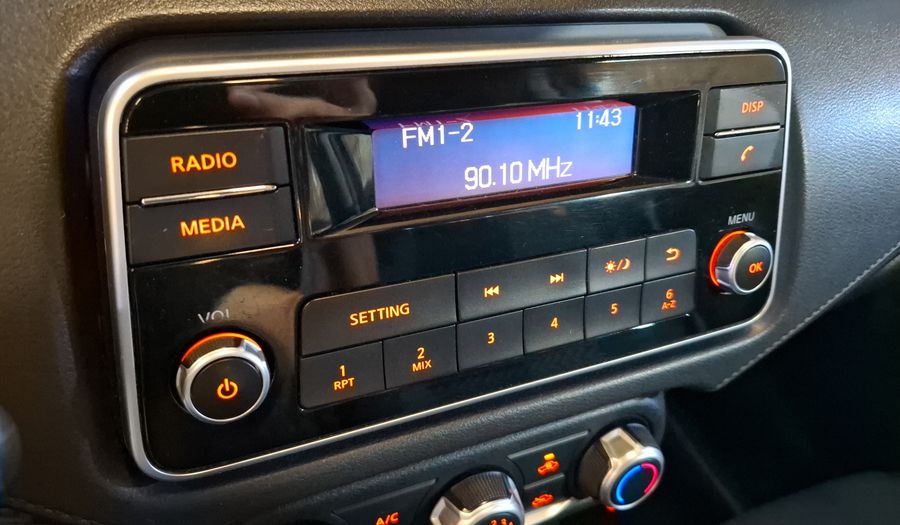 FM1-2
11:43
90.10 MHz
DISP
RADIO
MEDIA
MENU
OK
VOL
SETTING
1
RPT
2
MIX
3
4
5
6
A-Z
A/C